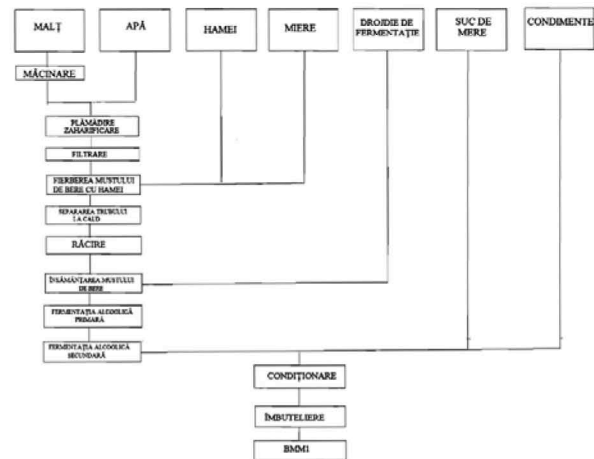 MALȚ
APĂ
HAMEI
MIERE
DROJDIE DE
FERMENTAȚIE
SUC DE
MERE
CONDIMENTE
MĂCINARE
PLĂMĂDIRE
ZAHARIFICARE
FILTRARE
FIERBEREA MUSTULUI
DE BERE CU HAMEI
SEPARAREA TRUBULUI
LA CALD
RĂCIRE
ÎNSĂMÂNȚAREA MUSTULUI
DE BERE
FERMENTAȚIA ALCOOLICĂ
PRIMARĂ
FERMENTAȚIA ALCOOLICĂ
SECUNDARĂ
CONDIȚIONARE
ÎMBUTELIERE
BMM1